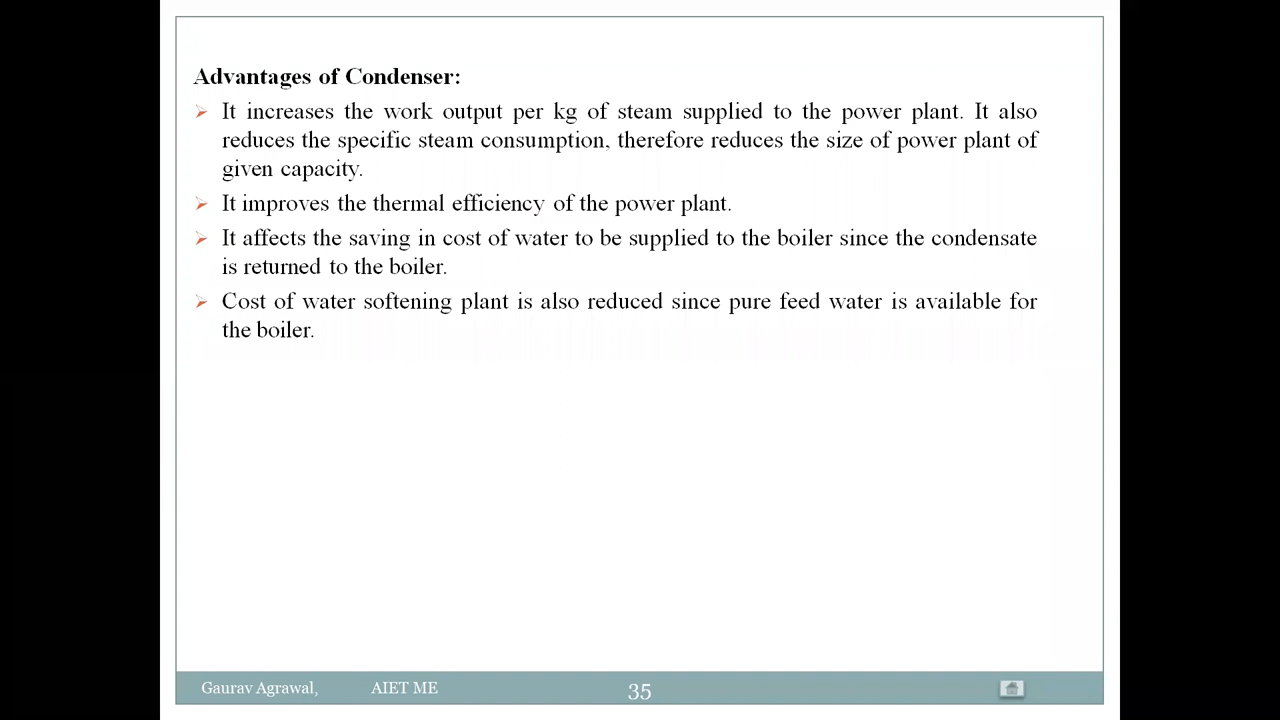 Advantages of Condenser:
It increases the work output per kg of steam supplied to the power plant. It also
reduces the specific steam consumption, therefore reduces the size of power plant of
given capacity.
It improves the thermal efficiency of the power plant.
It affects the saving in cost of water to be supplied to the boiler since the condensate
is returned to the boiler.
Cost of water softening plant is also reduced since pure feed water is available for
the boiler.
Gaurav Agrawal, AIET ME 35